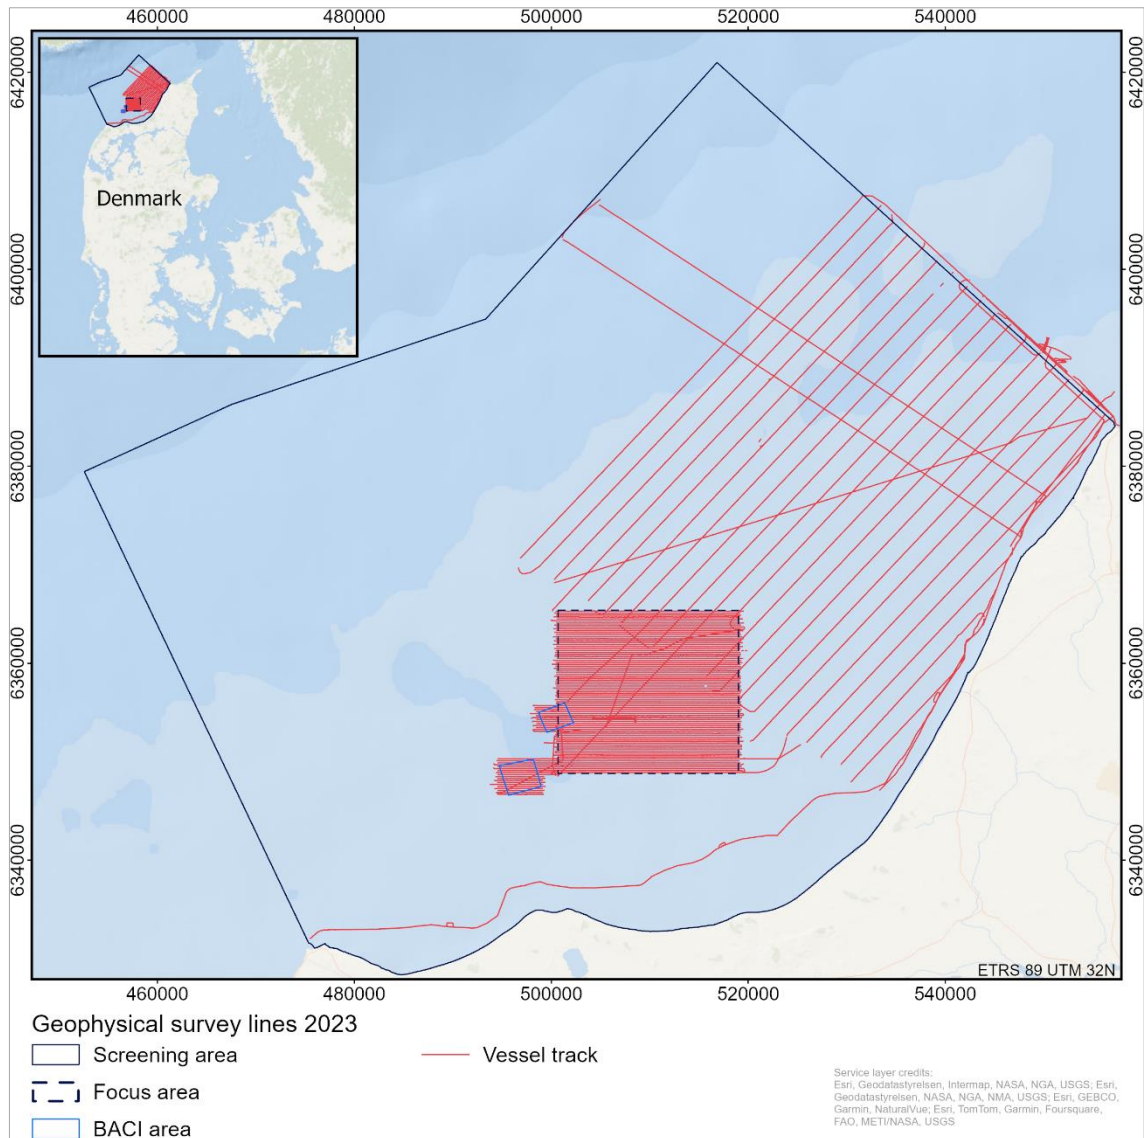 460000
480000
500000
520000
540000
6420000
6420000
Denmark
6400000
6400000
6380000
6380000
6360000
6360000
6340000
6340000
ETRS 89 UTM 32N
460000
480000
500000
520000
540000
Geophysical survey lines 2023
Screening area
Vessel track
Focus area
BACI area
Service layer credits:
Esri, Geodatastyrelsen, Intermap, NASA, NGA, USGS; Esri,
Geodatastyrelsen, NASA, NGA, NMA, USGS; Esri, GEBCO,
Garmin, NaturalVue; Esri, TomTom, Garmin, Foursquare,
FAO, METI/NASA, USGS